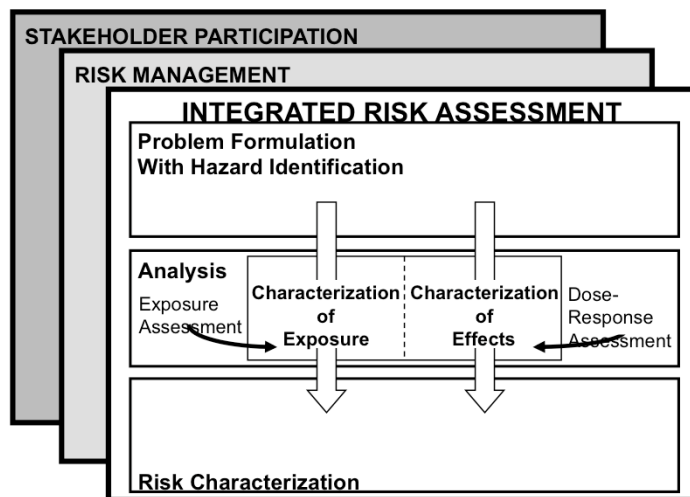 STAKEHOLDER PARTICIPATION
RISK MANAGEMENT
INTEGRATED RISK ASSESSMENT
Problem Formulation
With Hazard Identification
Analysis
Exposure
Assessment
Characterization
of
Exposure
Characterization
of
Effects
Dose-
Response
Assessment
Risk Characterization